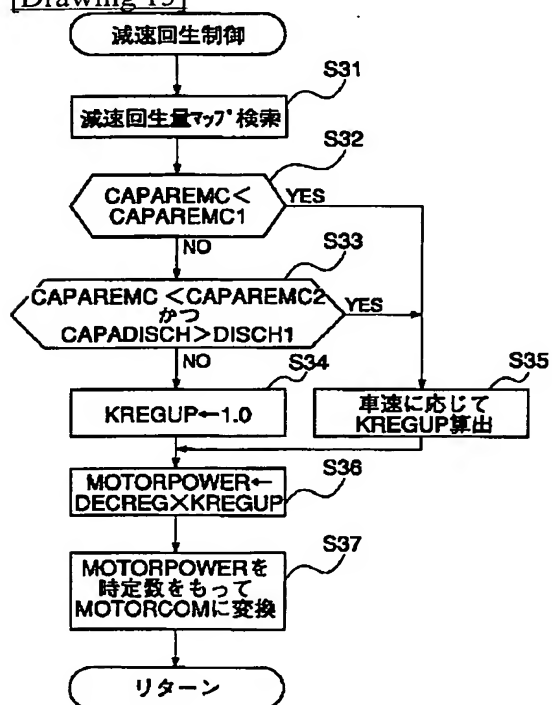 [Drawing 13]
減速回生制御
S31
減速回生量マップ検索
S32
CAPAREMC<
CAPAREMC1
YES
NO
S33
CAPAREMC<CAPAREMC2
かつ
CAPADISCH>DISCH1
YES
NO
S34
KREGUP←1.0
S35
車速に応じて
KREGUP算出
S36
MOTORPOWER←
DECREG×KREGUP
S37
MOTORPOWERを
時定数をもって
MOTORCOMに変換
リターン